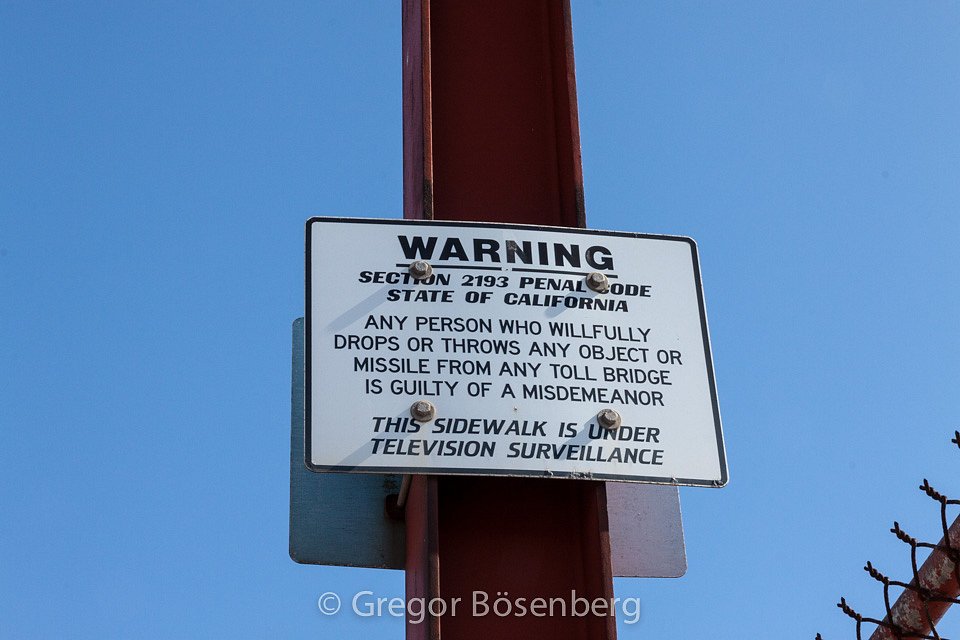 WARNING
SECTION 2193 PENAL CODE
STATE OF CALIFORNIA
ANY PERSON WHO WILLFULLY
DROPS OR THROWS ANY OBJECT OR
MISSILE FROM ANY TOLL BRIDGE
IS GUILTY OF A MISDEMEANOR
THIS SIDEWALK IS UNDER
TELEVISION SURVEILLANCE
© Gregor Bösenberg